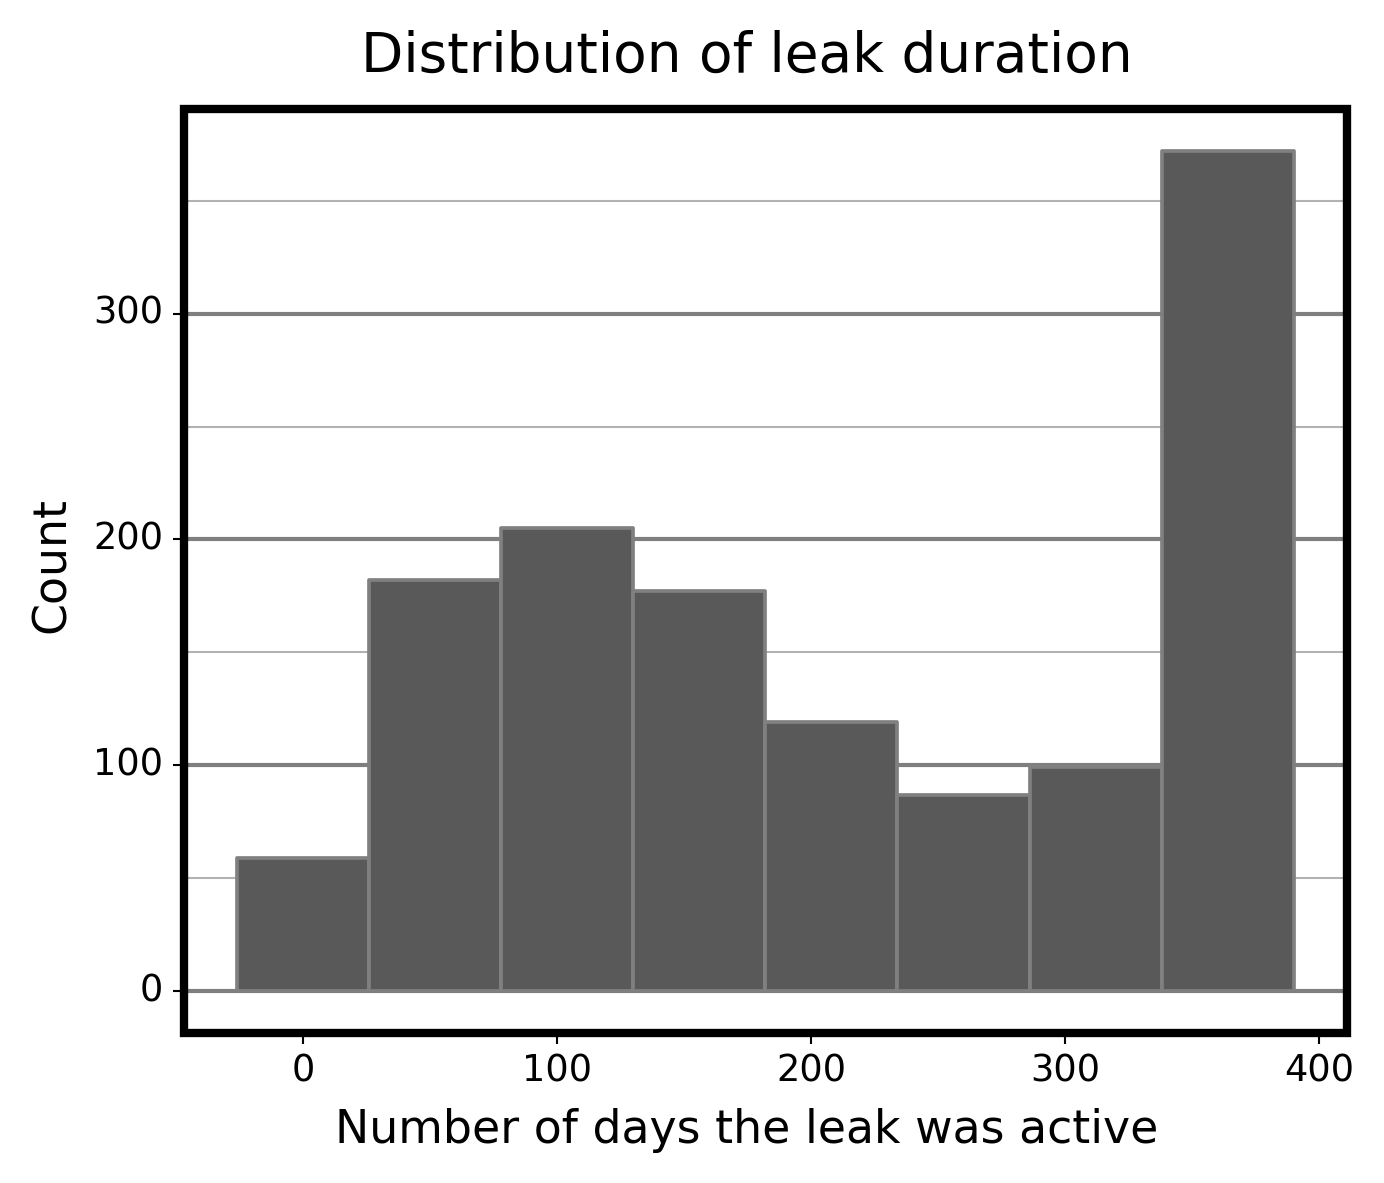 Distribution of leak duration
300
200
100
0
Count
0 100 200 300 400
Number of days the leak was active